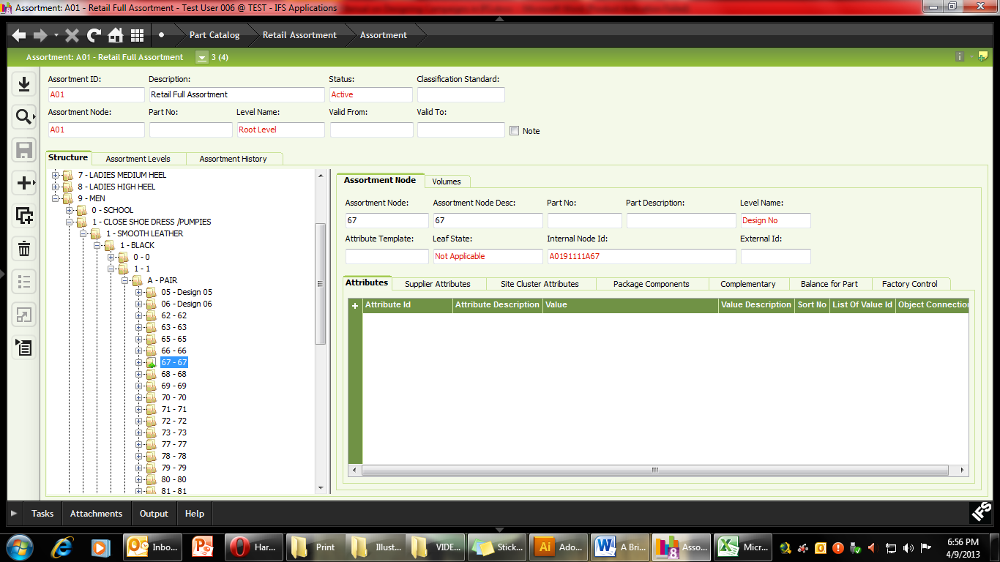 Assortment: A01 - Retail Full Assortment - Test User 006 @ TEST - IFS Applications
Part Catalog Retail Assortment Assortment
Assortment: A01 - Retail Full Assortment 3 (4)
Assortment ID: Description: Status: Classification Standard:
A01 Retail Full Assortment Active
Assortment Node: Part No: Level Name: Valid From: Valid To:
A01 Root Level Note
Structure Assortment Levels Assortment History
7 - LADIES MEDIUM HEEL
8 - LADIES HIGH HEEL
9 - MEN
0 - SCHOOL
1 - CLOSE SHOE DRESS /PUMPIES
1 - SMOOTH LEATHER
1 - BLACK
0 - 0
1 - 1
A - PAIR
05 - Design 05
06 - Design 06
62 - 62
63 - 63
65 - 65
66 - 66
67 - 67
68 - 68
69 - 69
70 - 70
71 - 71
72 - 72
73 - 73
77 - 77
78 - 78
79 - 79
80 - 80
81 - 81
Assortment Node Volumes
Assortment Node: Assortment Node Desc: Part No: Part Description: Level Name:
67 67 Design No
Attribute Template: Leaf State: Internal Node Id: External Id:
Not Applicable A0191111A67
Attributes Supplier Attributes Site Cluster Attributes Package Components Complementary Balance for Part Factory Control
Attribute Id Attribute Description Value Value Description Sort No List Of Value Id Object Connection
Tasks Attachments Output Help IFS
Inbo... Har... Print Illust... VIDE... Stick... Ai Ado... A Bri... 8 Asso... Micr...
6:56 PM
4/9/2013